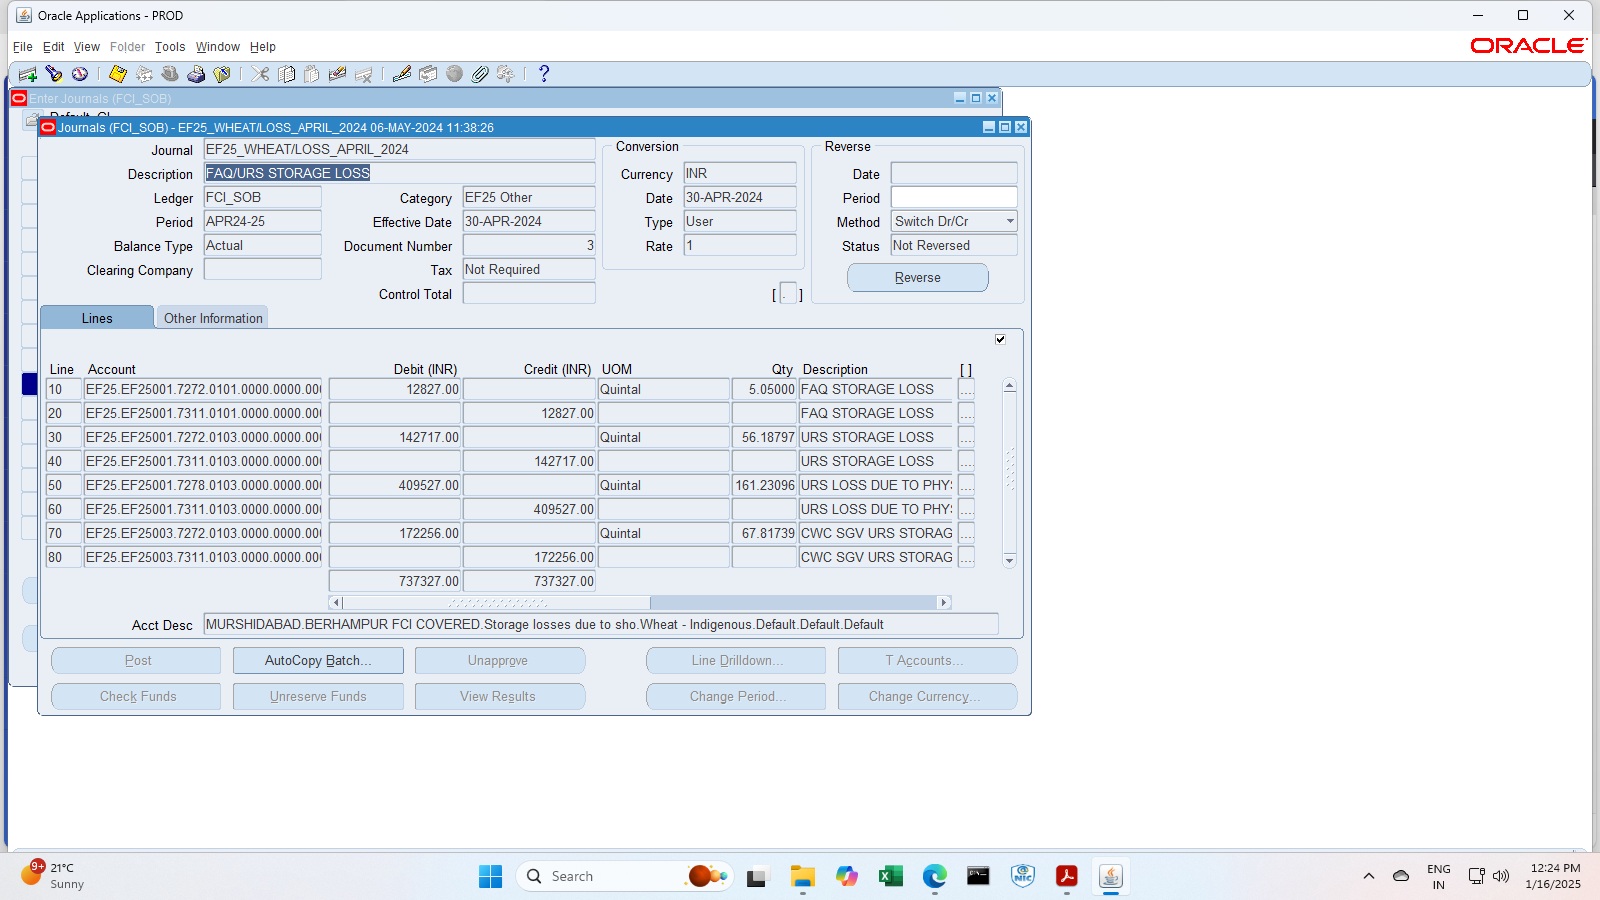 Oracle Applications - PROD
File Edit View Folder Tools Window Help
ORACLE
Enter Journals (FCI_SOB)
Journals (FCI_SOB) - EF25_WHEAT/LOSS_APRIL_2024 06-MAY-2024 11:38:26
Journal EF25_WHEAT/LOSS_APRIL_2024
Description FAQ/URS STORAGE LOSS
Ledger FCI_SOB Category EF25 Other
Period APR24-25 Effective Date 30-APR-2024
Balance Type Actual Document Number 3
Clearing Company Tax Not Required
Control Total
Conversion
Currency INR
Date 30-APR-2024
Type User
Rate 1
[ . ]
Reverse
Date
Period
Method Switch Dr/Cr
Status Not Reversed
Reverse
Lines Other Information
Line Account Debit (INR) Credit (INR) UOM Qty Description [ ]
10 EF25.EF25001.7272.0101.0000.0000.000 12827.00 Quintal 5.05000 FAQ STORAGE LOSS ....
20 EF25.EF25001.7311.0101.0000.0000.000 12827.00 FAQ STORAGE LOSS ....
30 EF25.EF25001.7272.0103.0000.0000.000 142717.00 Quintal 56.18797 URS STORAGE LOSS ....
40 EF25.EF25001.7311.0103.0000.0000.000 142717.00 URS STORAGE LOSS ....
50 EF25.EF25001.7278.0103.0000.0000.000 409527.00 Quintal 161.23096 URS LOSS DUE TO PHY ....
60 EF25.EF25001.7311.0103.0000.0000.000 409527.00 URS LOSS DUE TO PHY ....
70 EF25.EF25003.7272.0103.0000.0000.000 172256.00 Quintal 67.81739 CWC SGV URS STORAG ....
80 EF25.EF25003.7311.0103.0000.0000.000 172256.00 CWC SGV URS STORAG ....
737327.00 737327.00
Acct Desc MURSHIDABAD.BERHAMPUR FCI COVERED.Storage losses due to sho.Wheat - Indigenous.Default.Default.Default
Post AutoCopy Batch... Unapprove Line Drilldown... T Accounts...
Check Funds Unreserve Funds View Results Change Period... Change Currency...
9+ 21°C
Sunny
Search
NIC
ENG
IN
12:24 PM
1/16/2025